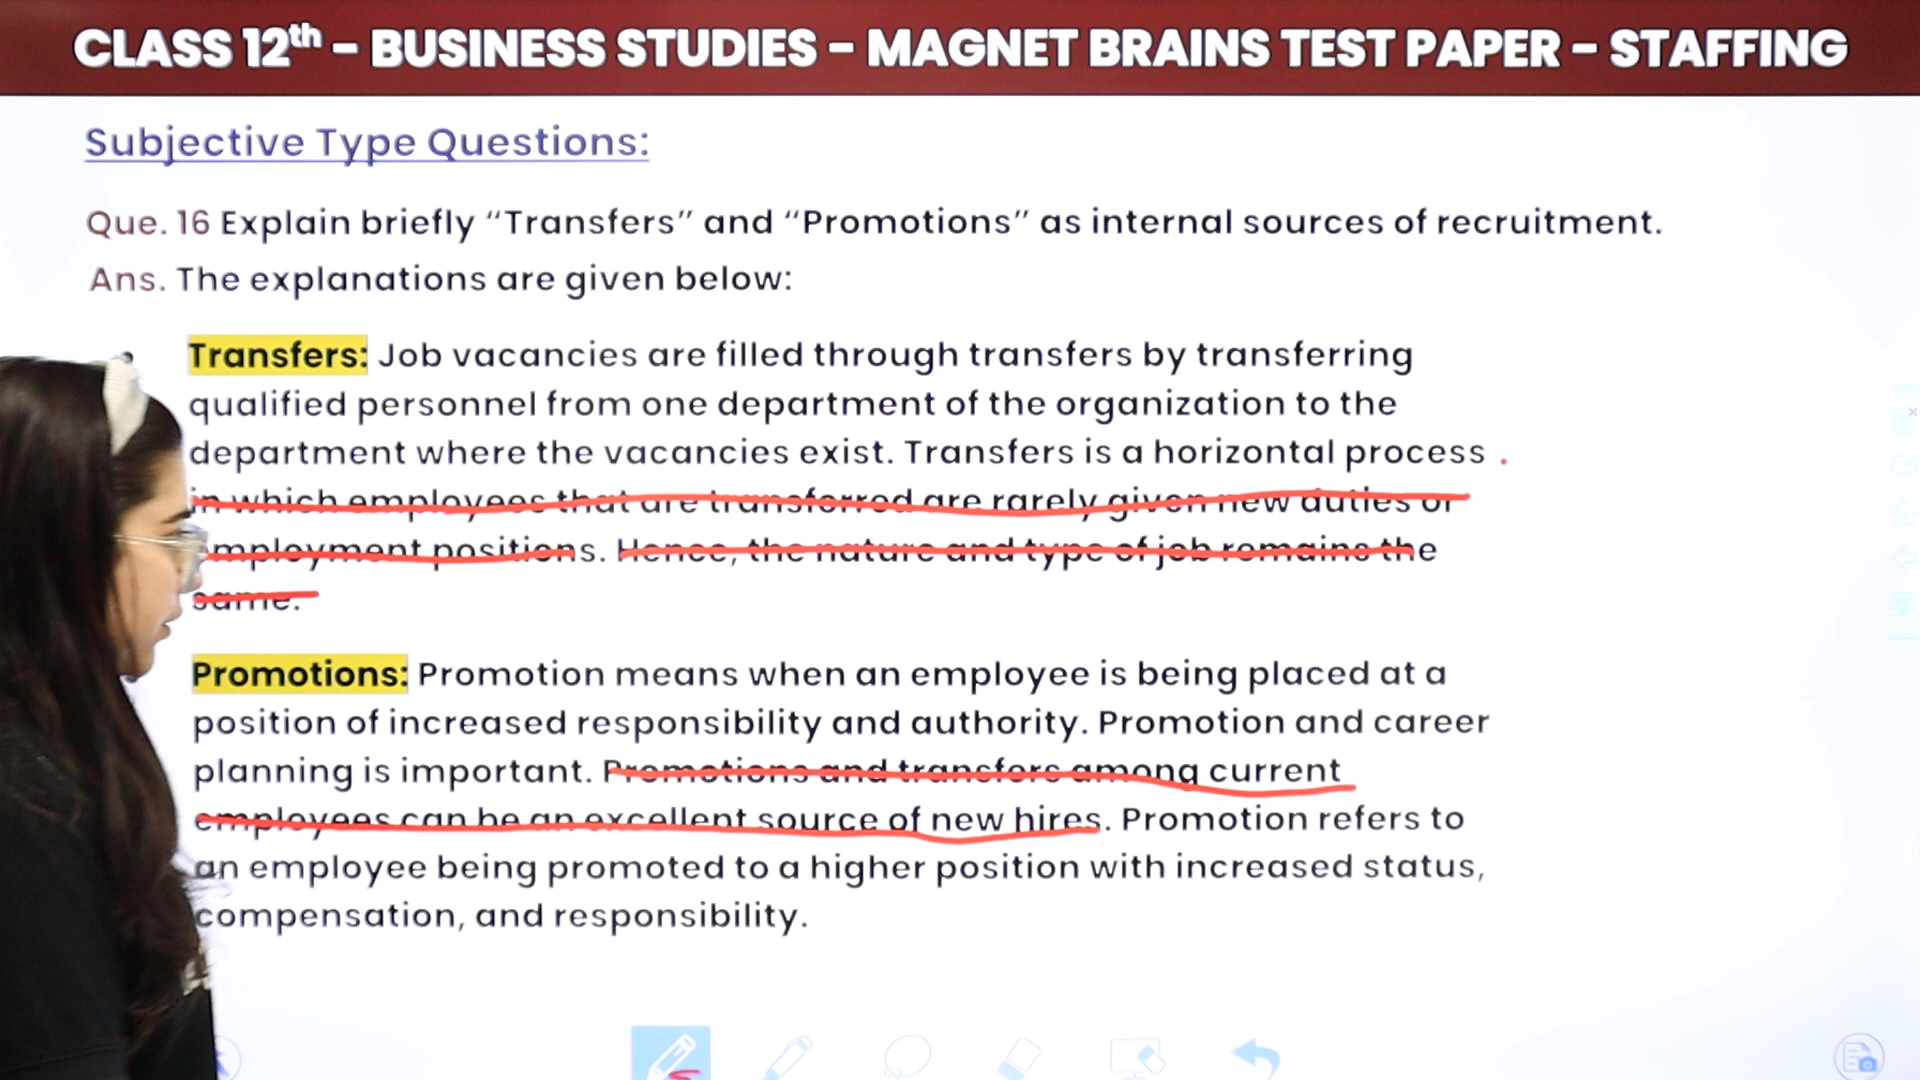 CLASS 12th – BUSINESS STUDIES – MAGNET BRAINS TEST PAPER – STAFFING
Subjective Type Questions:
Que. 16 Explain briefly "Transfers" and "Promotions" as internal sources of recruitment.
Ans. The explanations are given below:
Transfers: Job vacancies are filled through transfers by transferring
qualified personnel from one department of the organization to the
department where the vacancies exist. Transfers is a horizontal process .
in which employees that are transferred are rarely given new duties or
employment positions. Hence, the nature and type of job remains the
same.
Promotions: Promotion means when an employee is being placed at a
position of increased responsibility and authority. Promotion and career
planning is important. Promotions and transfers among current
employees can be an excellent source of new hires. Promotion refers to
an employee being promoted to a higher position with increased status,
compensation, and responsibility.